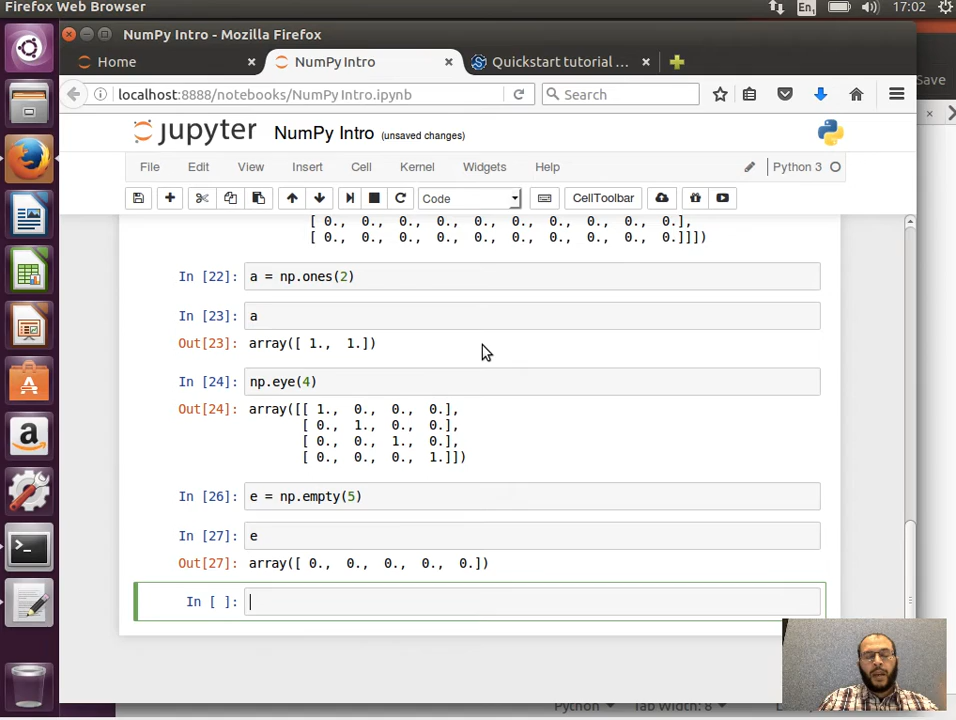 Firefox Web Browser
En₁
17:02
NumPy Intro - Mozilla Firefox
Home
NumPy Intro
Quickstart tutorial ...
Save
localhost:8888/notebooks/NumPy Intro.ipynb
Search
jupyter NumPy Intro (unsaved changes)
File Edit View Insert Cell Kernel Widgets Help
Python 3
Code
CellToolbar
[ 0., 0., 0., 0., 0., 0., 0., 0., 0., 0.],
[ 0., 0., 0., 0., 0., 0., 0., 0., 0., 0.]]])
In [22]: a = np.ones(2)
In [23]: a
Out[23]: array([ 1., 1.])
In [24]: np.eye(4)
Out[24]: array([[ 1., 0., 0., 0.],
[ 0., 1., 0., 0.],
[ 0., 0., 1., 0.],
[ 0., 0., 0., 1.]])
In [26]: e = np.empty(5)
In [27]: e
Out[27]: array([ 0., 0., 0., 0., 0.])
In [ ]:
Python
Tab Width: 8